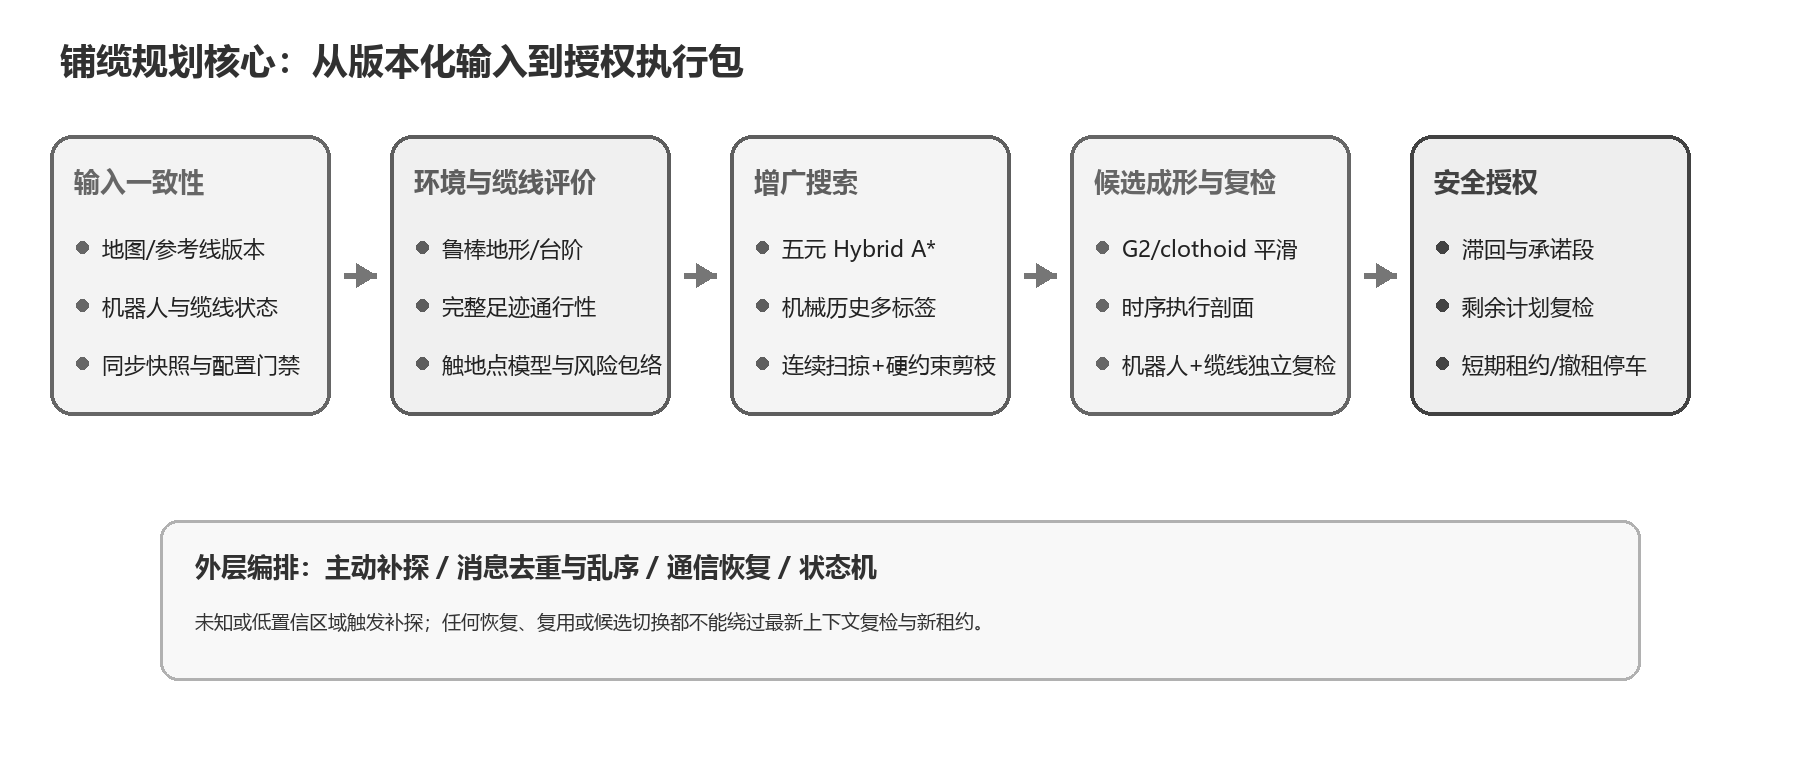 铺缆规划核心：从版本化输入到授权执行包
输入一致性
地图/参考线版本
机器人与缆线状态
同步快照与配置门禁
环境与缆线评价
鲁棒地形/台阶
完整足迹通行性
触地点模型与风险包络
增广搜索
五元 Hybrid A*
机械历史多标签
连续扫掠+硬约束剪枝
候选成形与复检
G2/clothoid 平滑
时序执行剖面
机器人+缆线独立复检
安全授权
滞回与承诺段
剩余计划复检
短期租约/撤租停车
外层编排：主动补探 / 消息去重与乱序 / 通信恢复 / 状态机
未知或低置信区域触发补探；任何恢复、复用或候选切换都不能绕过最新上下文复检与新租约。